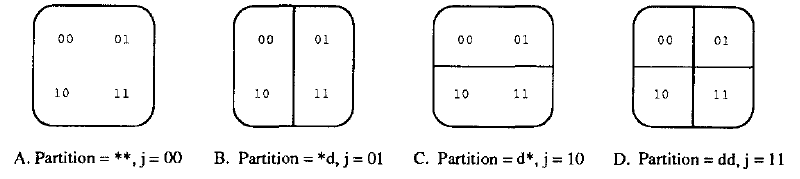 00 01 00 01 00 01 00 01
10 11 10 11 10 11 10 11
A. Partition = **, j = 00 B. Partition = *d, j = 01 C. Partition = d*, j = 10 D. Partition = dd, j = 11